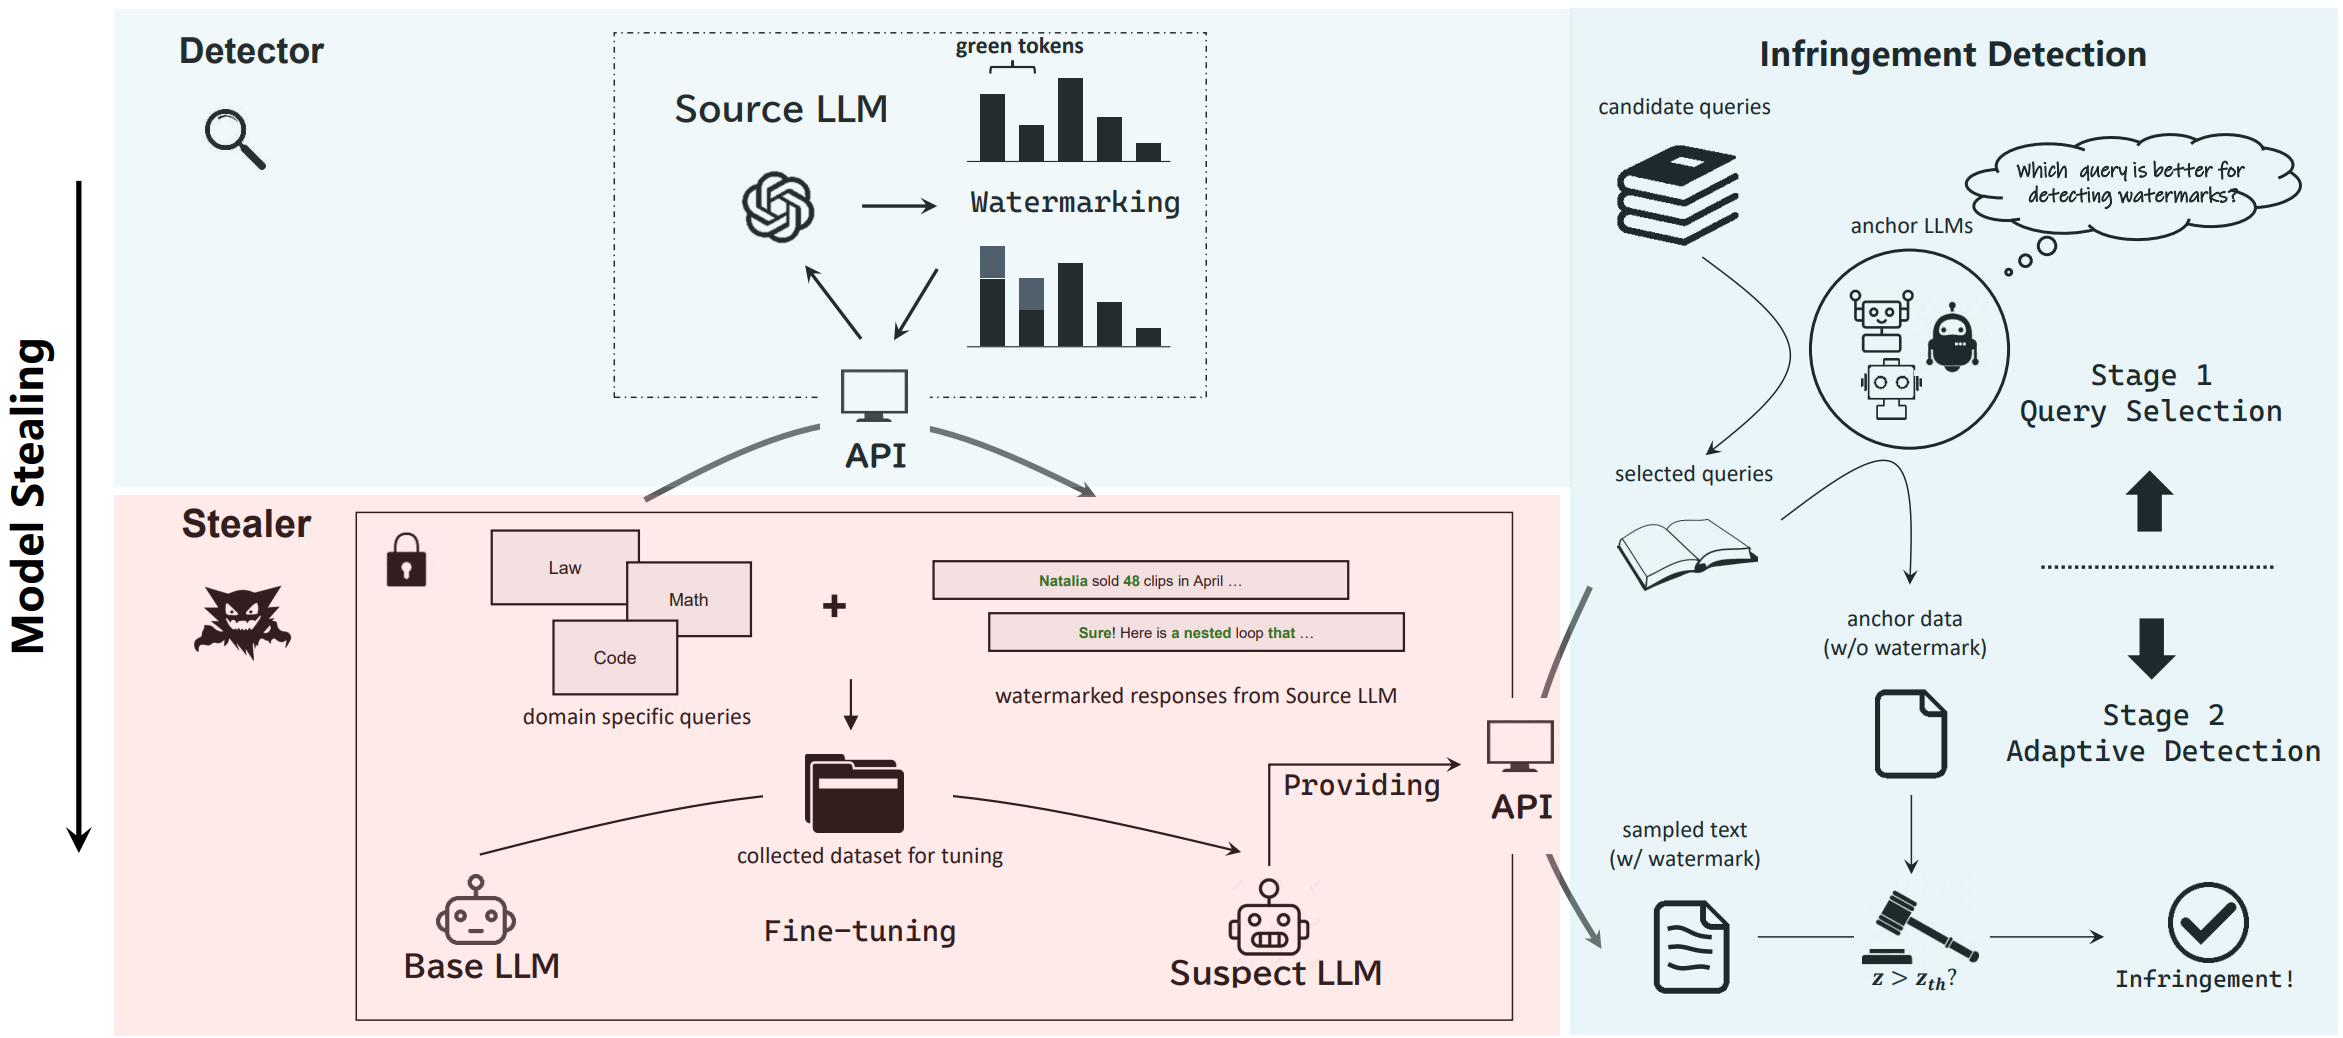 Model Stealing
Detector
green tokens
Source LLM
Watermarking
API
Stealer
Law
Math
Code
domain specific queries
+
Natalia sold 48 clips in April ...
Sure! Here is a nested loop that ...
watermarked responses from Source LLM
collected dataset for tuning
Fine-tuning
Base LLM
Suspect LLM
Providing
API
Infringement Detection
candidate queries
Which query is better for
detecting watermarks?
anchor LLMs
Stage 1
Query Selection
selected queries
anchor data
(w/o watermark)
Stage 2
Adaptive Detection
sampled text
(w/ watermark)
z > z_th?
Infringement!